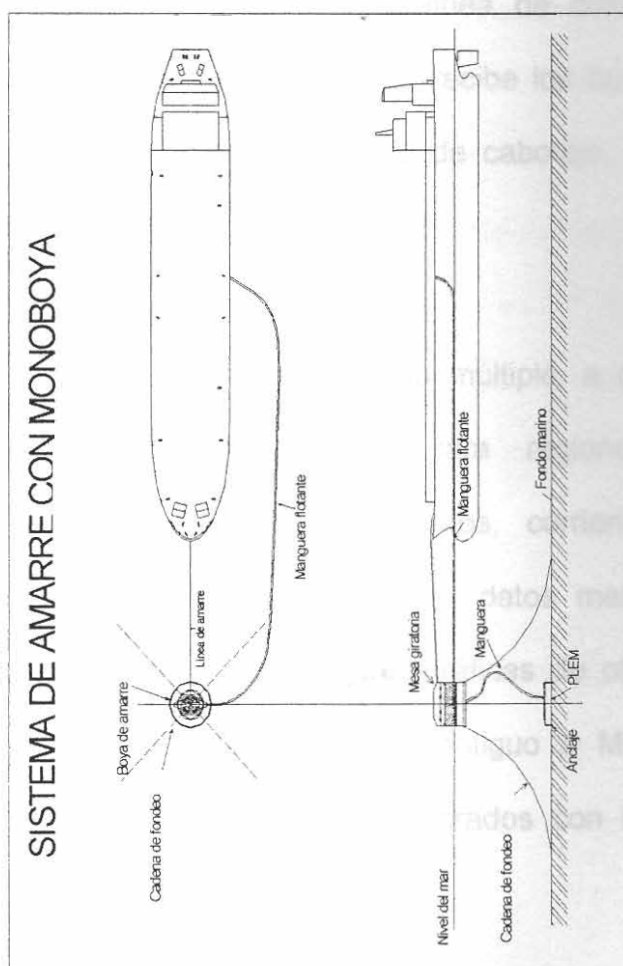 SISTEMA DE AMARRE CON MONOBOYA
Cadena de fondeo
Boya de amarre
Línea de amarre
Manguera flotante
Nivel del mar
Mesa giratoria
Manguera flotante
Cadena de fondeo
Manguera
Fondo marino
Anclaje
PLEM